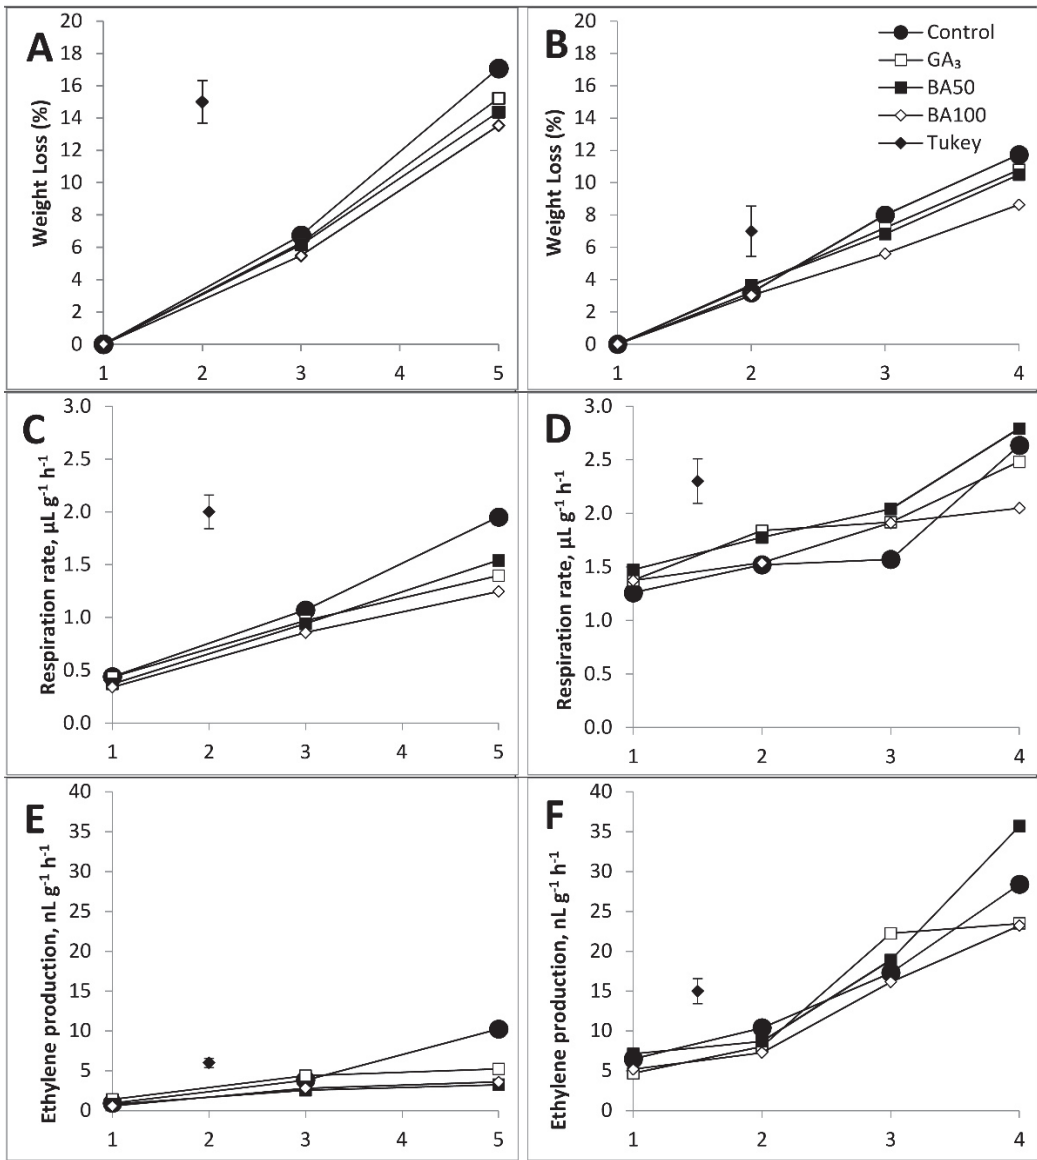 A
Weight Loss (%)
20
18
16
14
12
10
8
6
4
2
0
1 2 3 4 5
B
Weight Loss (%)
20
18
16
14
12
10
8
6
4
2
0
1 2 3 4
Control
GA₃
BA50
BA100
Tukey
C
Respiration rate, µL g⁻¹ h⁻¹
3.0
2.5
2.0
1.5
1.0
0.5
0.0
1 2 3 4 5
D
Respiration rate, µL g⁻¹ h⁻¹
3.0
2.5
2.0
1.5
1.0
0.5
0.0
1 2 3 4
E
Ethylene production, nL g⁻¹ h⁻¹
40
35
30
25
20
15
10
5
0
1 2 3 4 5
F
Ethylene production, nL g⁻¹ h⁻¹
40
35
30
25
20
15
10
5
0
1 2 3 4